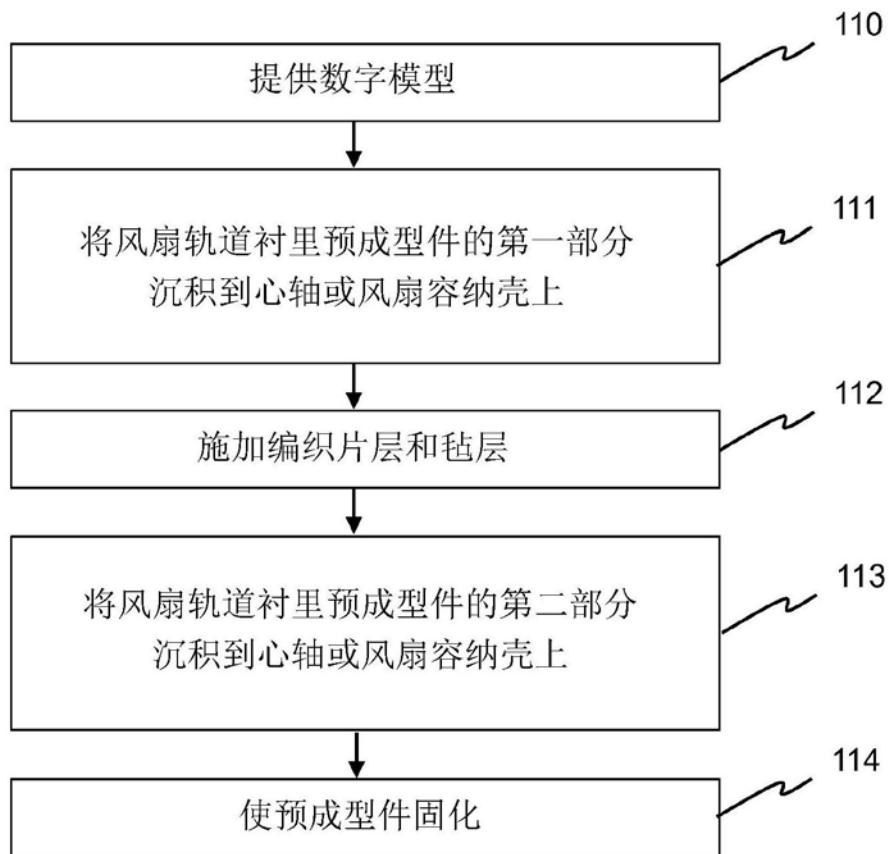 110
提供数字模型
111
将风扇轨道衬里预成型件的第一部分
沉积到心轴或风扇容纳壳上
112
施加编织片层和毡层
113
将风扇轨道衬里预成型件的第二部分
沉积到心轴或风扇容纳壳上
114
使预成型件固化